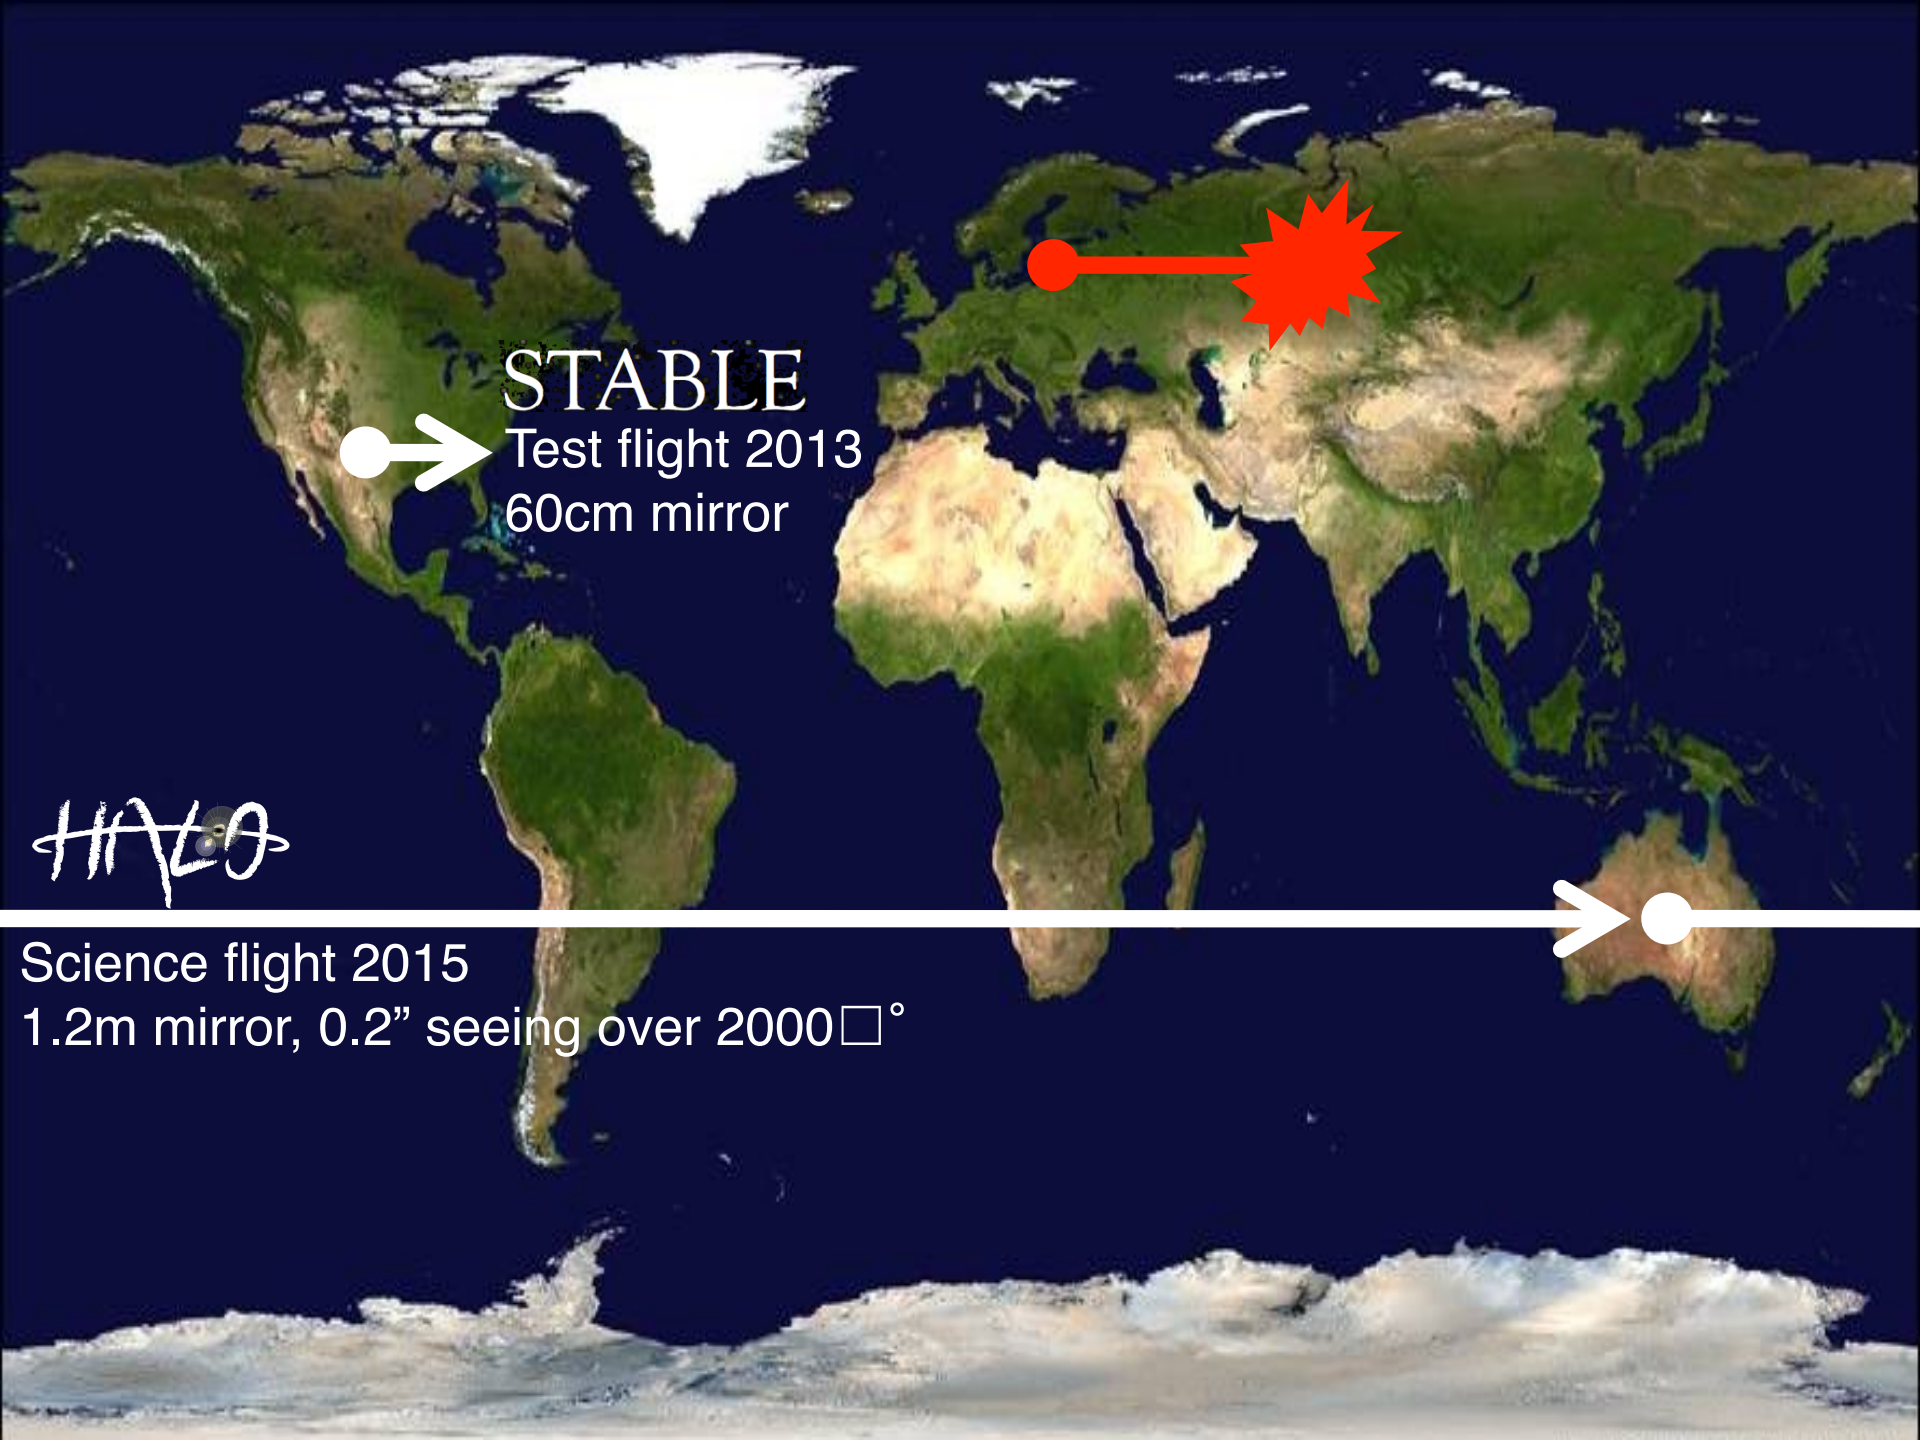 STABLE
Test flight 2013
60cm mirror
HALO
Science flight 2015
1.2m mirror, 0.2” seeing over 2000□˚